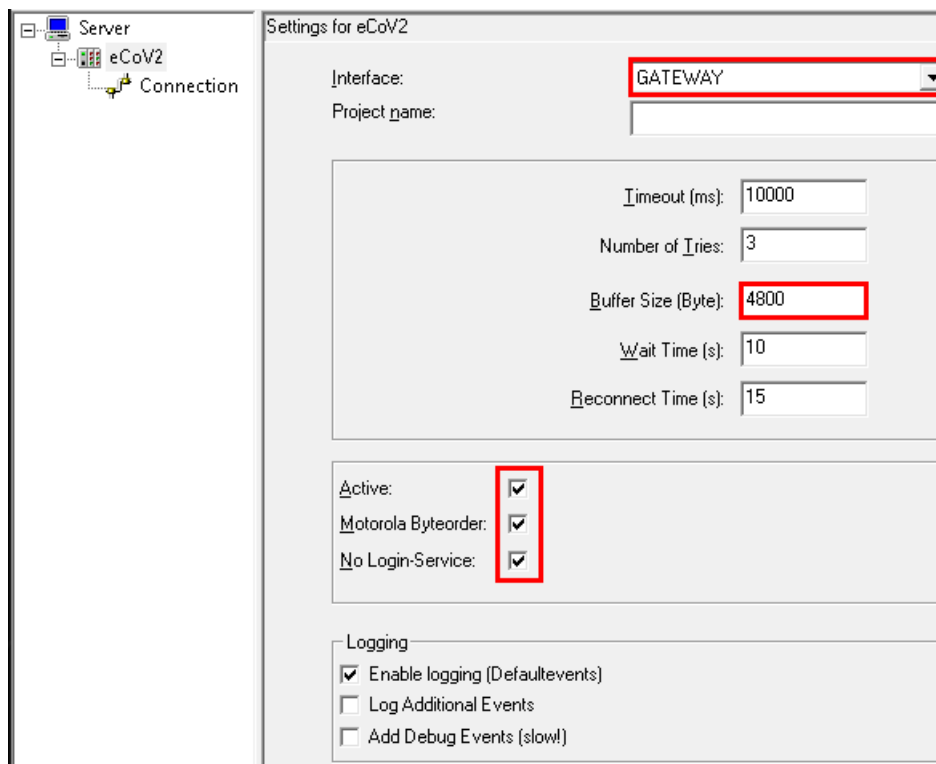 Server
eCoV2
Connection
Settings for eCoV2
Interface: GATEWAY
Project name:
Timeout (ms): 10000
Number of Tries: 3
Buffer Size (Byte): 4800
Wait Time (s): 10
Reconnect Time (s): 15
Active:
Motorola Byteorder:
No Login-Service:
Logging
Enable logging (Defaultevents)
Log Additional Events
Add Debug Events (slow!)